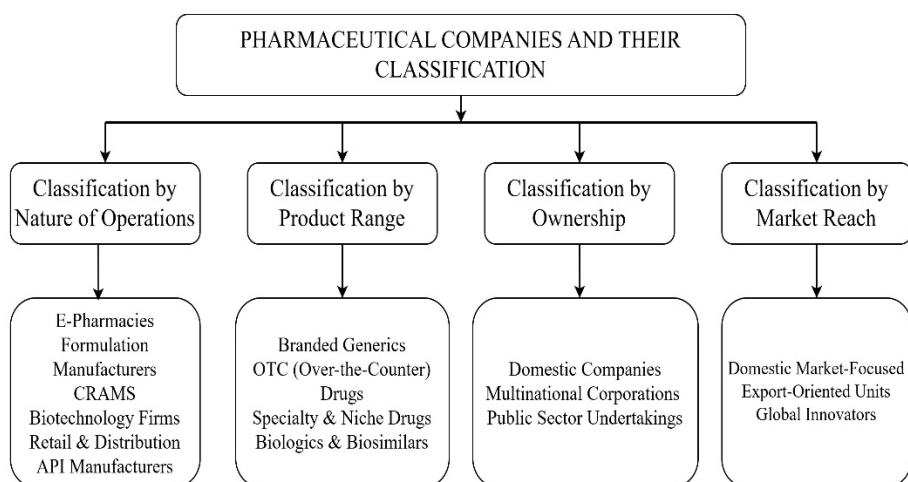 PHARMACEUTICAL COMPANIES AND THEIR
CLASSIFICATION
Classification by
Nature of Operations
Classification by
Product Range
Classification by
Ownership
Classification by
Market Reach
E-Pharmacies
Formulation
Manufacturers
CRAMS
Biotechnology Firms
Retail & Distribution
API Manufacturers
Branded Generics
OTC (Over-the-Counter)
Drugs
Specialty & Niche Drugs
Biologics & Biosimilars
Domestic Companies
Multinational Corporations
Public Sector Undertakings
Domestic Market-Focused
Export-Oriented Units
Global Innovators